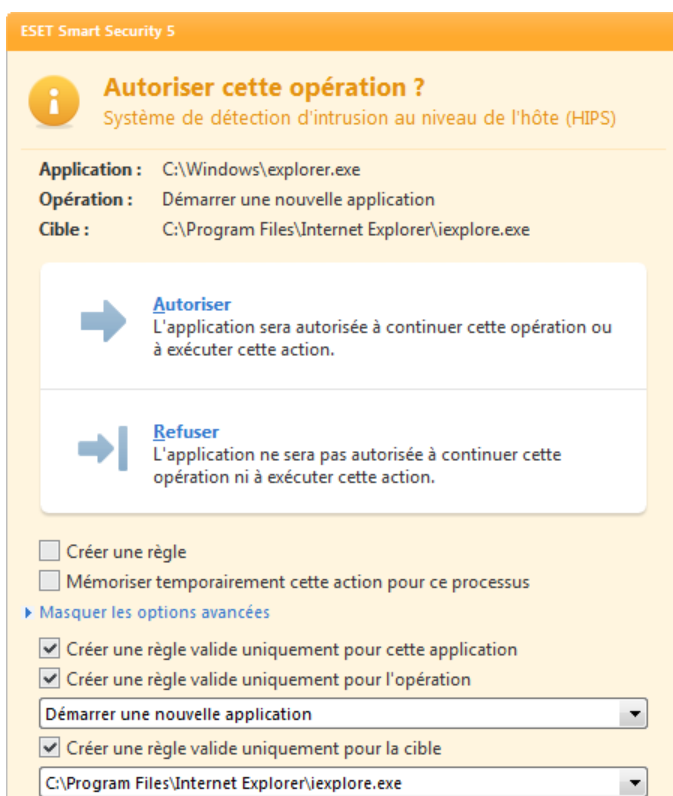 ESET Smart Security 5
Autoriser cette opération ?
Système de détection d'intrusion au niveau de l'hôte (HIPS)
Application : C:\Windows\explorer.exe
Opération : Démarrer une nouvelle application
Cible : C:\Program Files\Internet Explorer\iexplore.exe
Autoriser
L'application sera autorisée à continuer cette opération ou
à exécuter cette action.
Refuser
L'application ne sera pas autorisée à continuer cette
opération ni à exécuter cette action.
Créer une règle
Mémoriser temporairement cette action pour ce processus
Masquer les options avancées
Créer une règle valide uniquement pour cette application
Créer une règle valide uniquement pour l'opération
Démarrer une nouvelle application
Créer une règle valide uniquement pour la cible
C:\Program Files\Internet Explorer\iexplore.exe